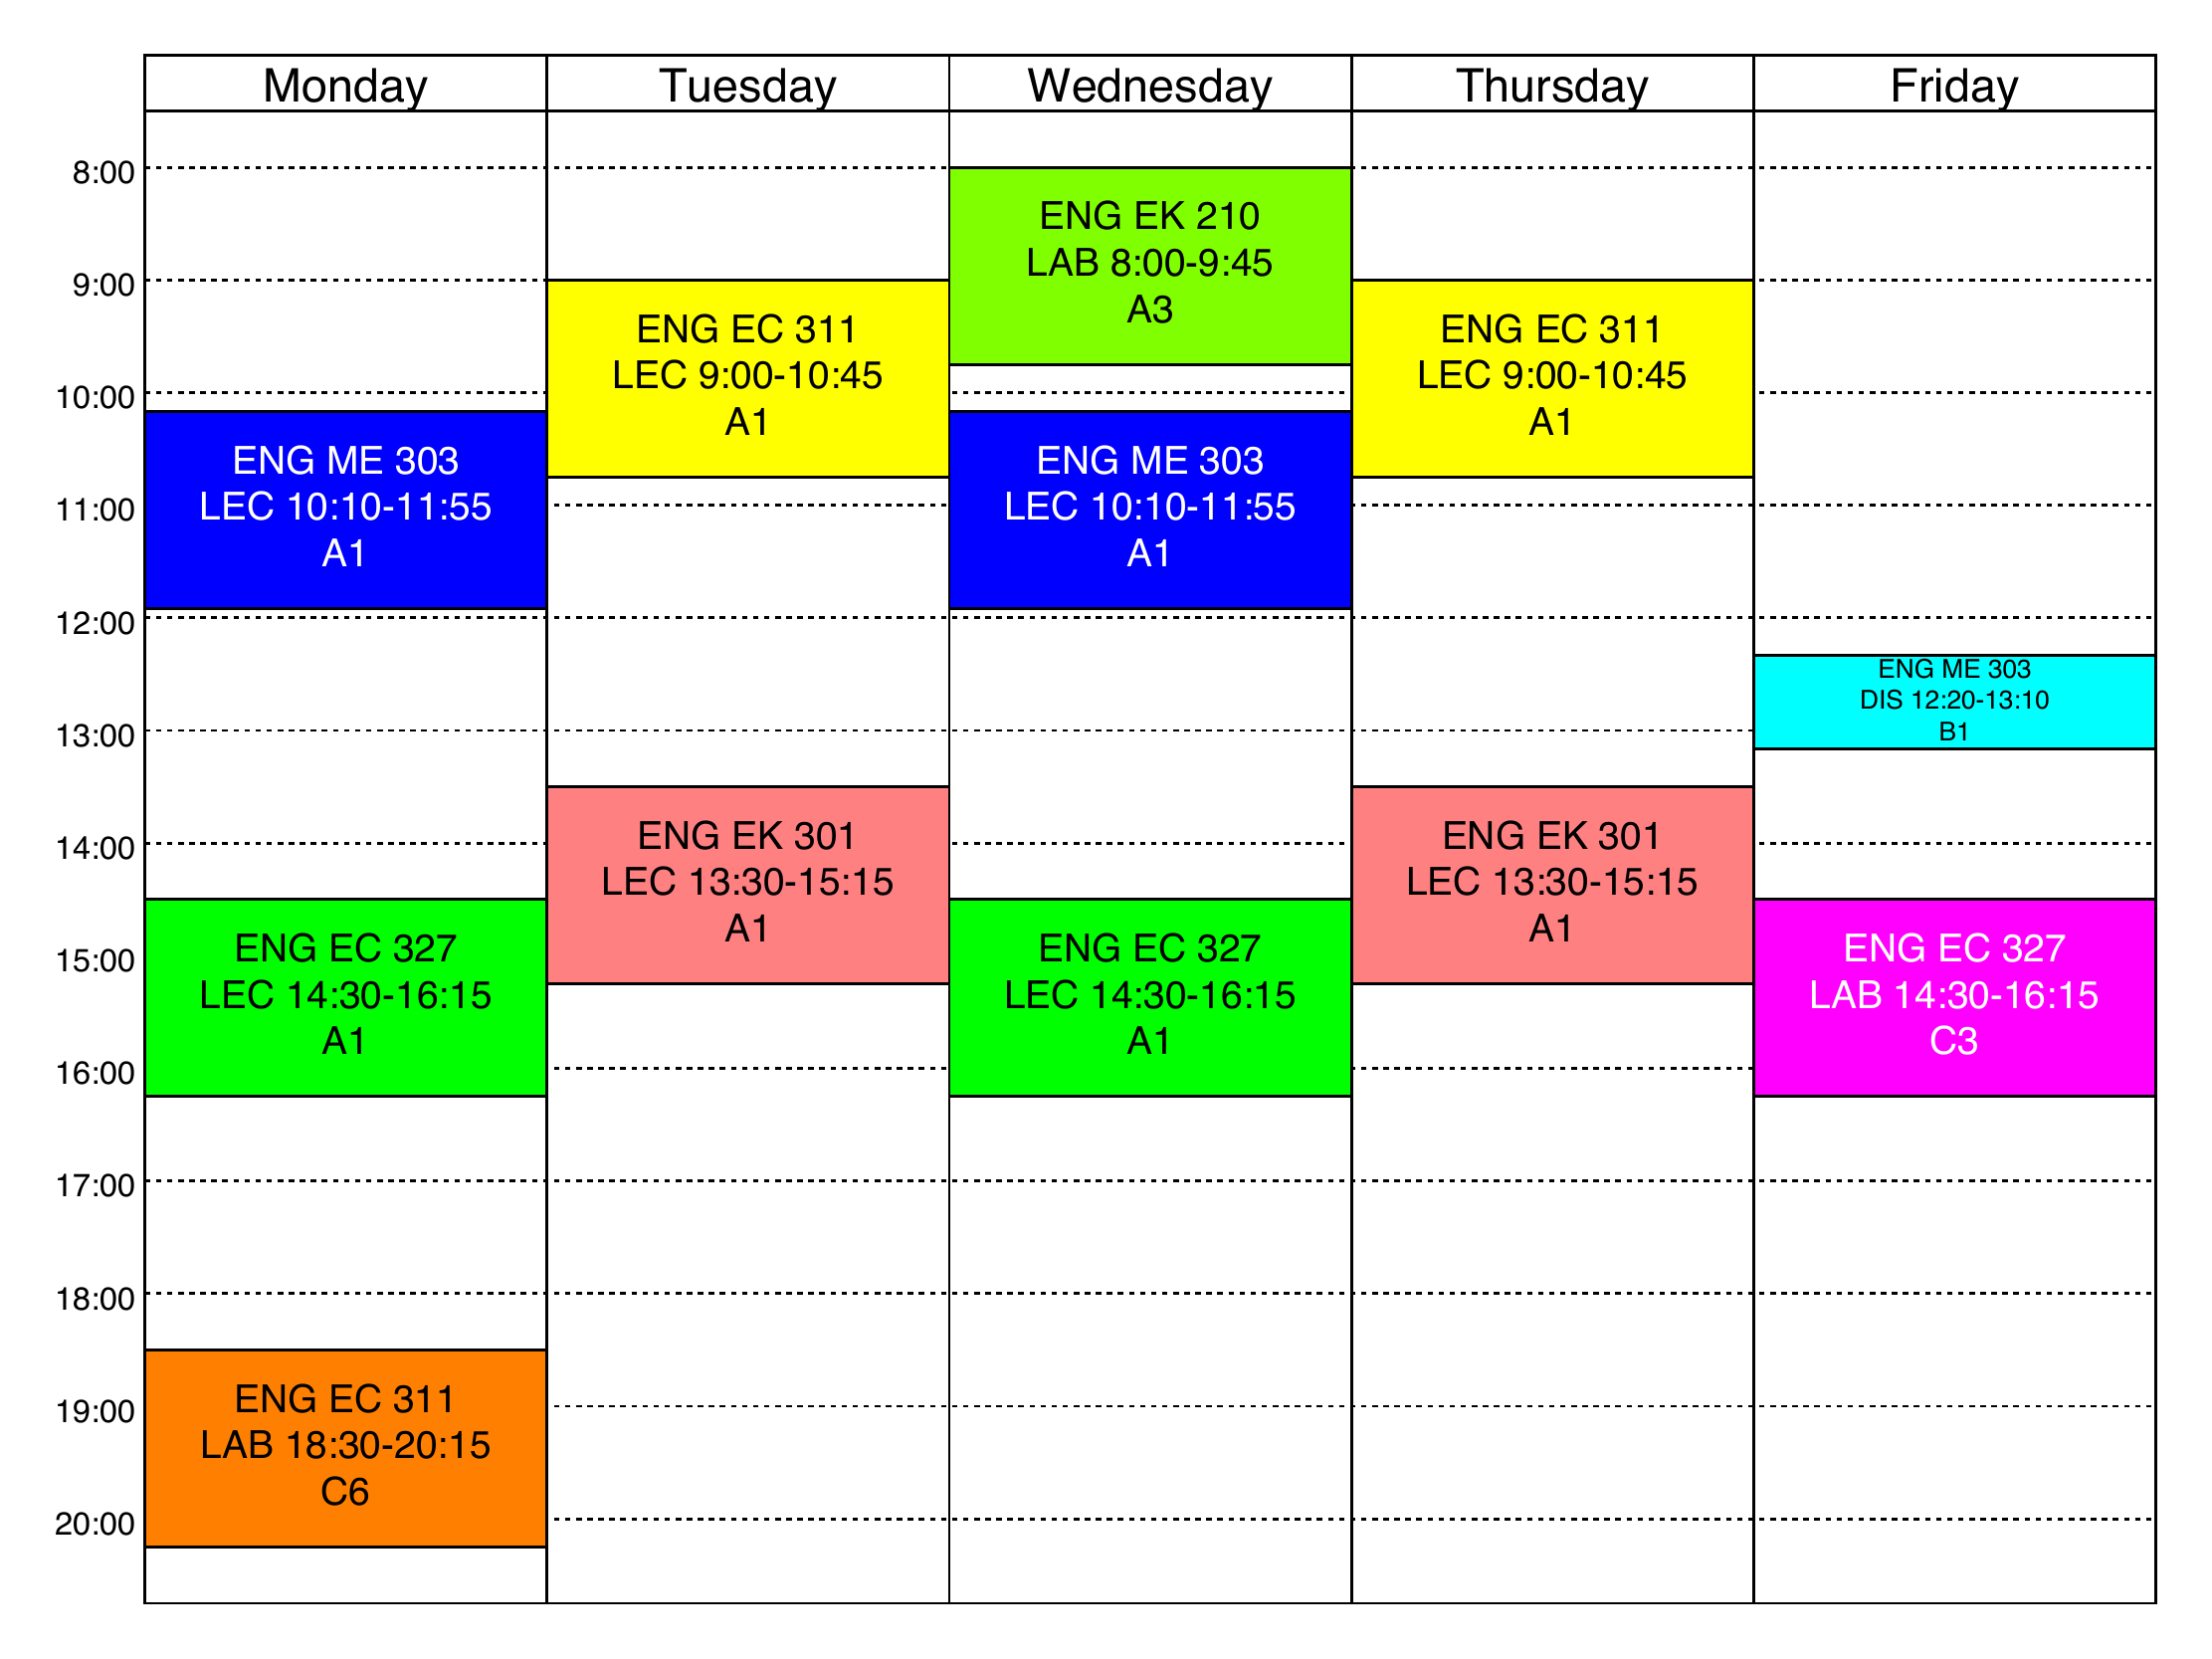 Monday Tuesday Wednesday Thursday Friday
8:00
ENG EK 210
LAB 8:00-9:45
A3
9:00
ENG EC 311
LEC 9:00-10:45
A1
ENG EC 311
LEC 9:00-10:45
A1
10:00
ENG ME 303
LEC 10:10-11:55
A1
ENG ME 303
LEC 10:10-11:55
A1
11:00
12:00
ENG ME 303
DIS 12:20-13:10
B1
13:00
ENG EK 301
LEC 13:30-15:15
A1
ENG EK 301
LEC 13:30-15:15
A1
14:00
ENG EC 327
LEC 14:30-16:15
A1
ENG EC 327
LEC 14:30-16:15
A1
ENG EC 327
LAB 14:30-16:15
C3
15:00
16:00
17:00
18:00
ENG EC 311
LAB 18:30-20:15
C6
19:00
20:00